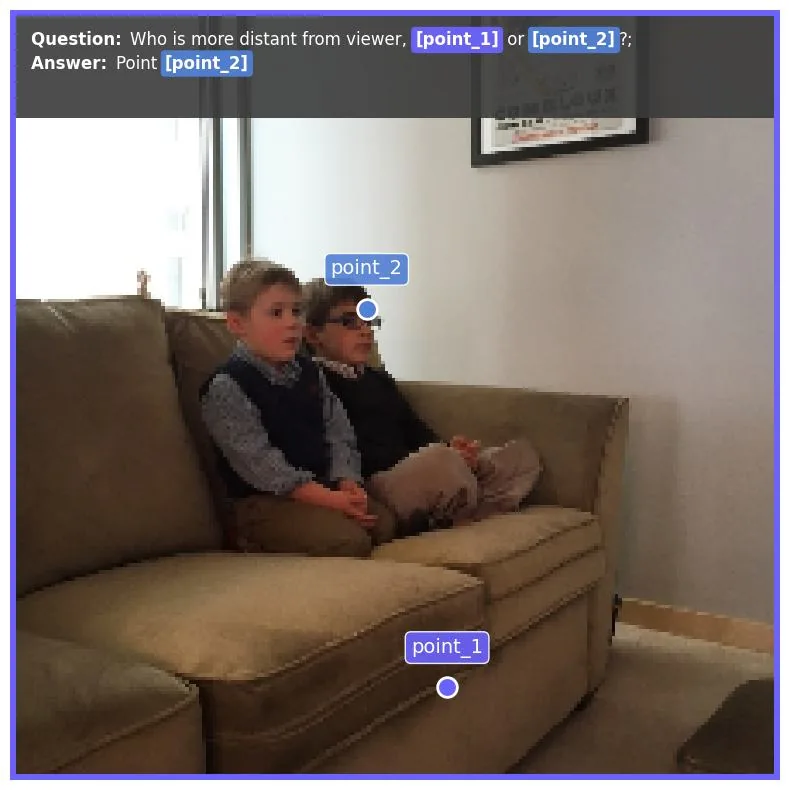 Question: Who is more distant from viewer, [point_1] or [point_2]?;
Answer: Point [point_2]
point_2
point_1